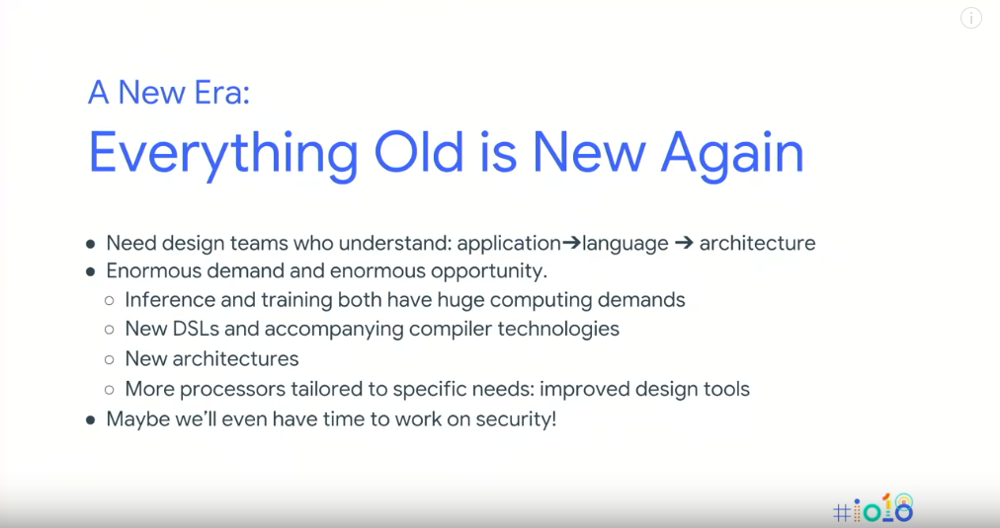 A New Era:
Everything Old is New Again
● Need design teams who understand: application➔language ➔ architecture
● Enormous demand and enormous opportunity.
○ Inference and training both have huge computing demands
○ New DSLs and accompanying compiler technologies
○ New architectures
○ More processors tailored to specific needs: improved design tools
● Maybe we’ll even have time to work on security!
#io18